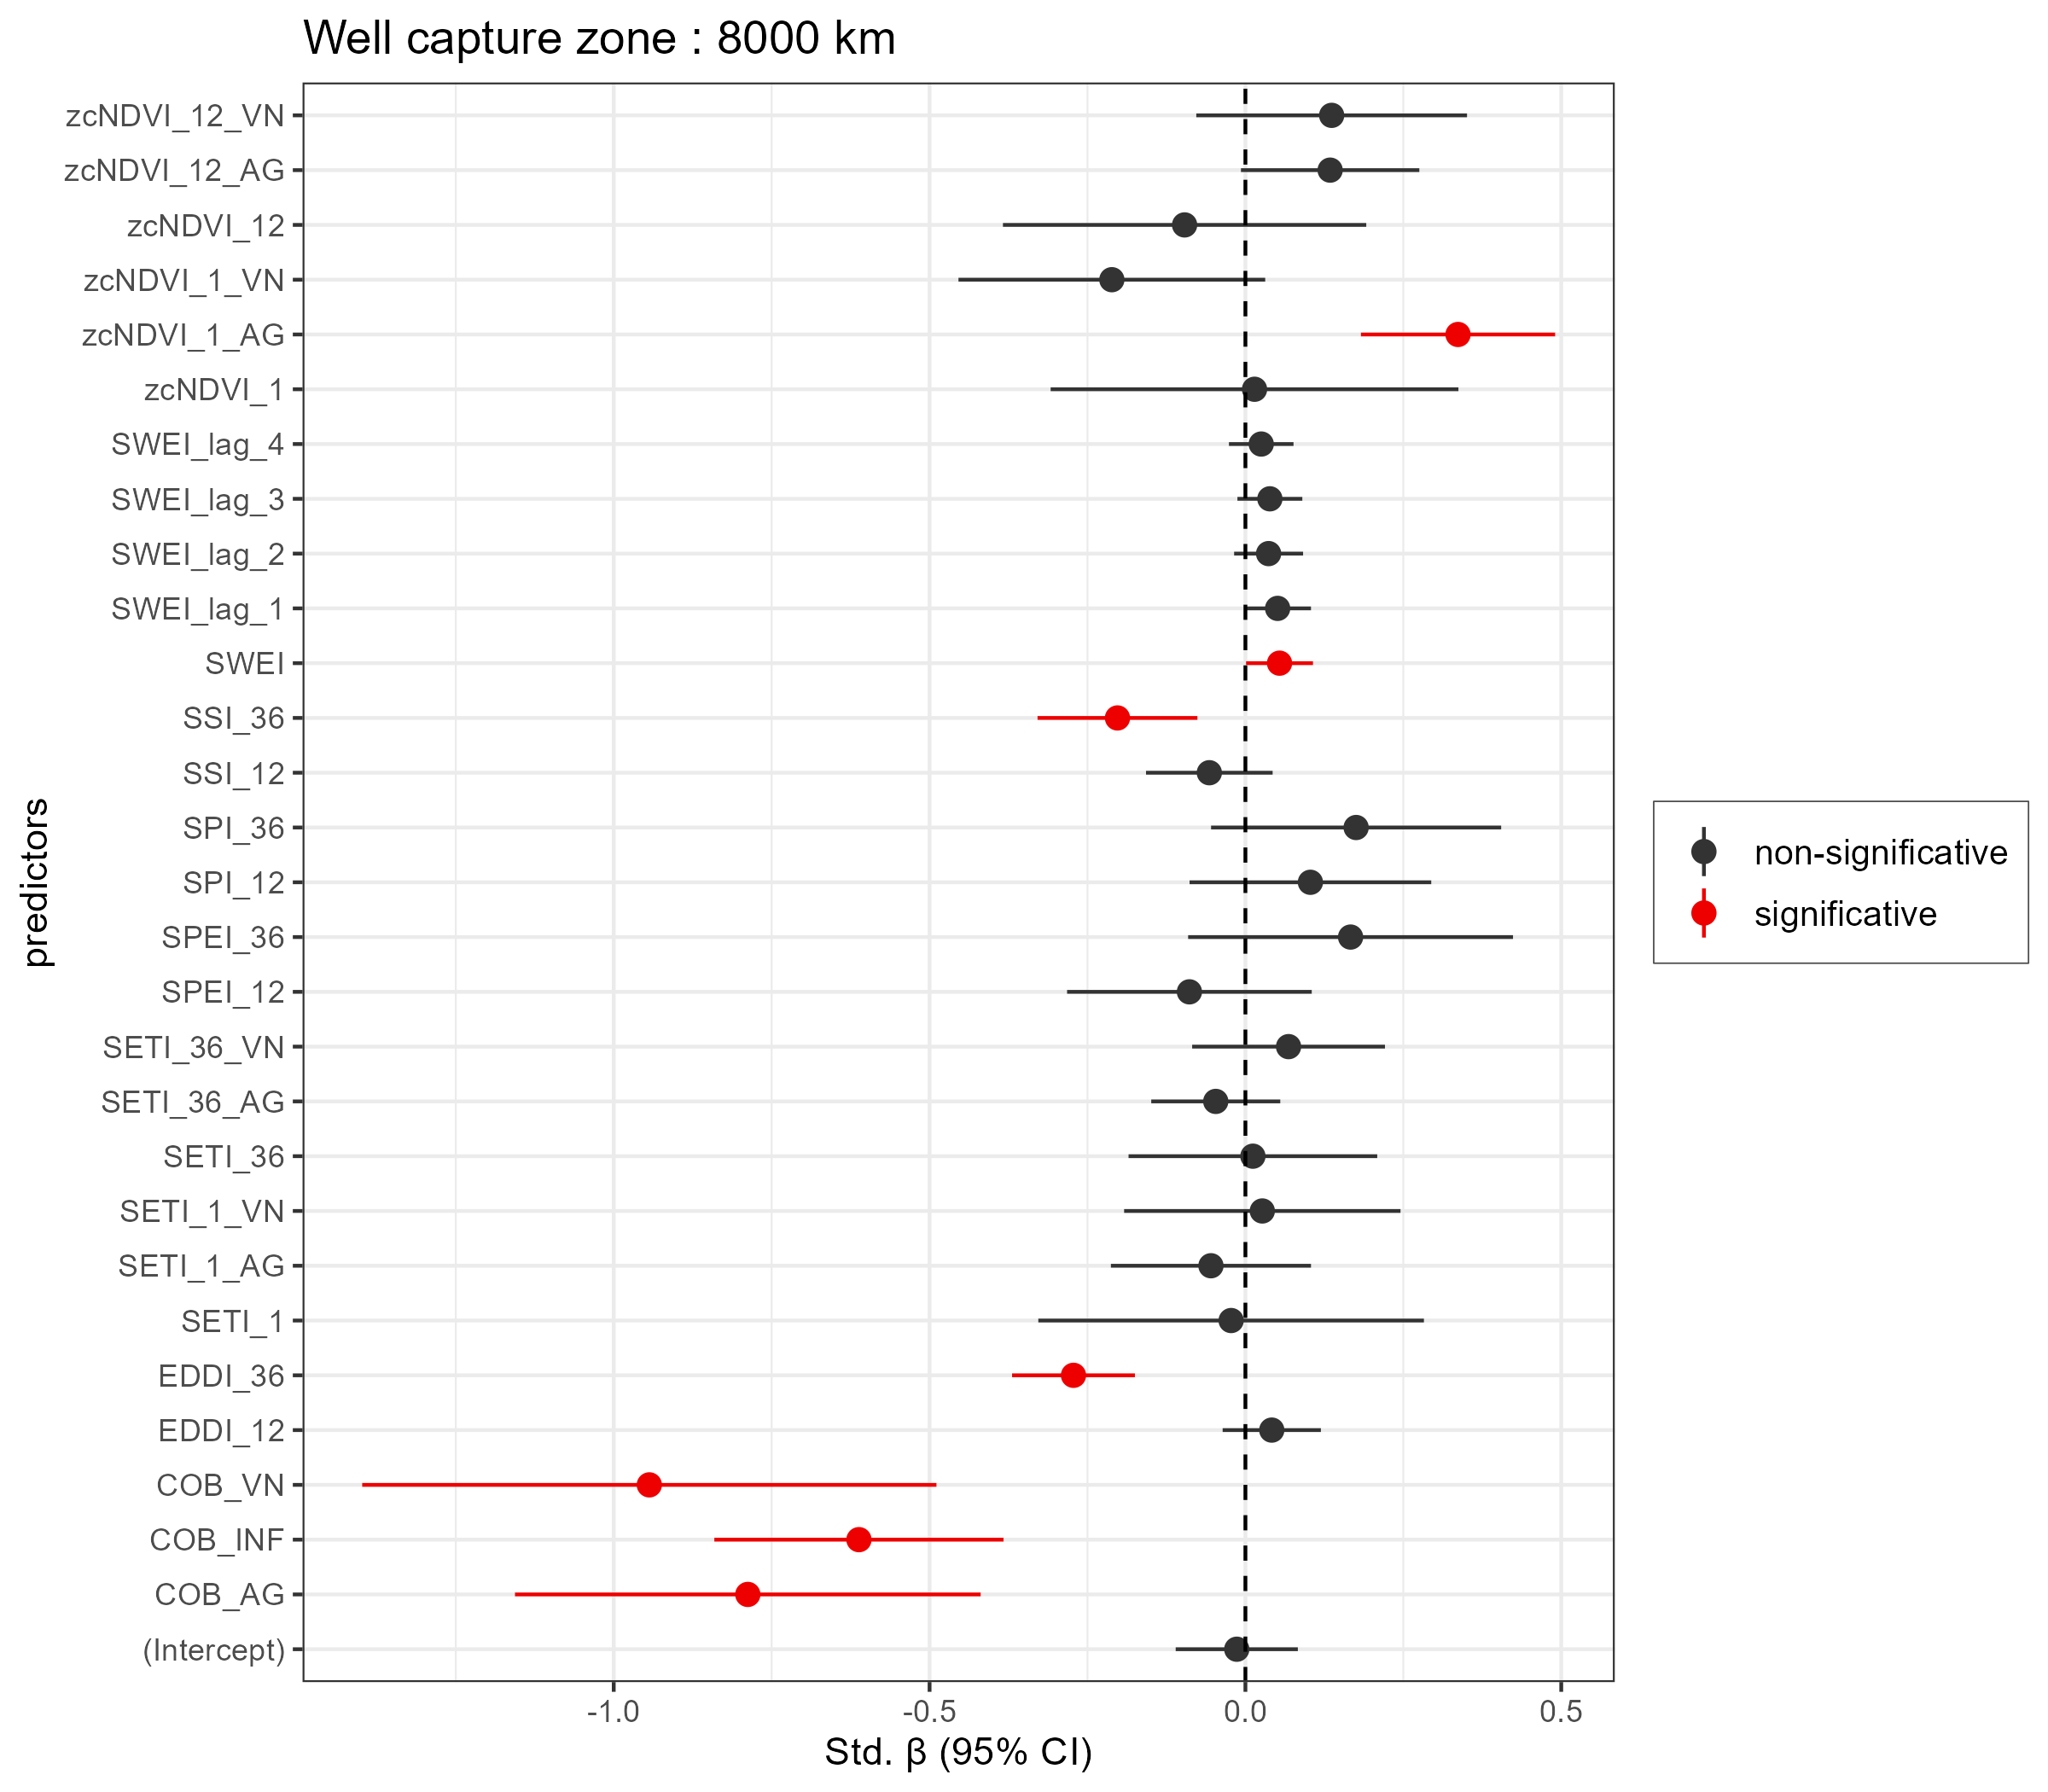 Well capture zone : 8000 km
zcNDVI_12_VN
zcNDVI_12_AG
zcNDVI_12
zcNDVI_1_VN
zcNDVI_1_AG
zcNDVI_1
SWEI_lag_4
SWEI_lag_3
SWEI_lag_2
SWEI_lag_1
SWEI
SSI_36
SSI_12
SPI_36
SPI_12
SPEI_36
SPEI_12
SETI_36_VN
SETI_36_AG
SETI_36
SETI_1_VN
SETI_1_AG
SETI_1
EDDI_36
EDDI_12
COB_VN
COB_INF
COB_AG
(Intercept)
predictors
-1.0 -0.5 0.0 0.5
Std. β (95% CI)
non-significative
significative